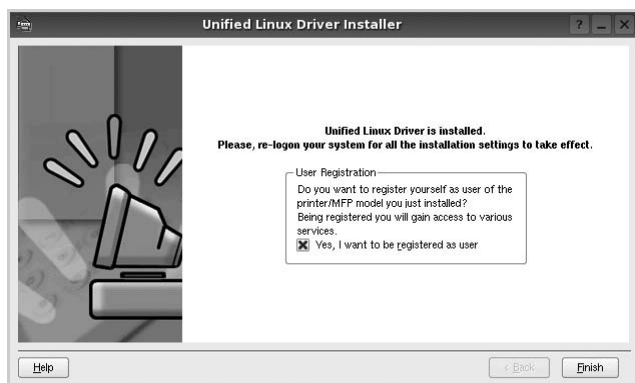 Unified Linux Driver Installer
Unified Linux Driver is installed.
Please, re-logon your system for all the installation settings to take effect.
User Registration
Do you want to register yourself as user of the
printer/MFP model you just installed?
Being registered you will gain access to various
services.
Yes, I want to be registered as user
Help
< Back
Finish